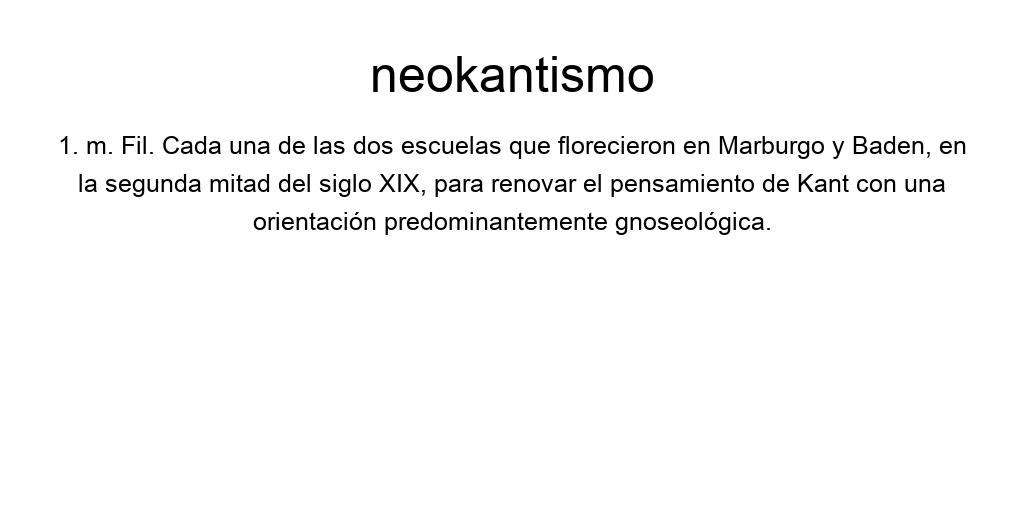 neokantismo
1. m. Fil. Cada una de las dos escuelas que florecieron en Marburgo y Baden, en
la segunda mitad del siglo XIX, para renovar el pensamiento de Kant con una
orientación predominantemente gnoseológica.